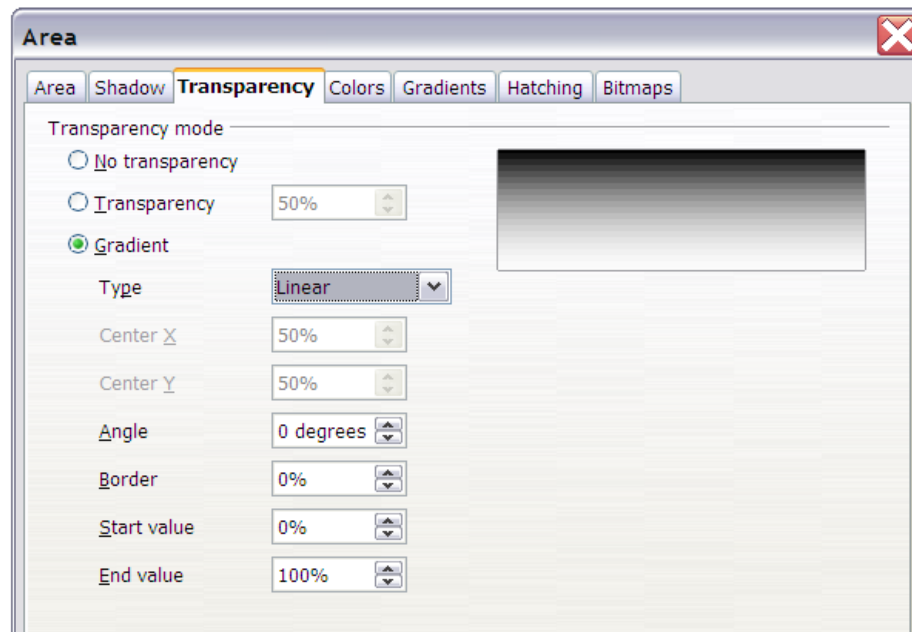 Area
Area Shadow Transparency Colors Gradients Hatching Bitmaps
Transparency mode
No transparency
Transparency 50%
Gradient
Type Linear
Center X 50%
Center Y 50%
Angle 0 degrees
Border 0%
Start value 0%
End value 100%